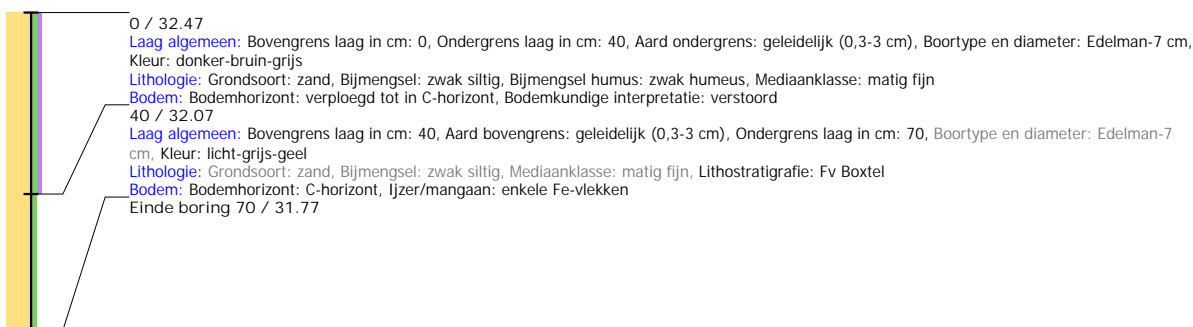 0 / 32.47
Laag algemeen: Bovengrens laag in cm: 0, Ondergrens laag in cm: 40, Aard ondergrens: geleidelijk (0,3-3 cm), Boortype en diameter: Edelman-7 cm,
Kleur: donker-bruin-grijs
Lithologie: Grondsoort: zand, Bijmengsel: zwak siltig, Bijmengsel humus: zwak humeus, Mediaanklasse: matig fijn
Bodem: Bodemhorizont: verploegd tot in C-horizont, Bodemkundige interpretatie: verstoord
40 / 32.07
Laag algemeen: Bovengrens laag in cm: 40, Aard bovengrens: geleidelijk (0,3-3 cm), Ondergrens laag in cm: 70, Boortype en diameter: Edelman-7
cm, Kleur: licht-grijs-geel
Lithologie: Grondsoort: zand, Bijmengsel: zwak siltig, Mediaanklasse: matig fijn, Lithostratigrafie: Fv Boxtel
Bodem: Bodemhorizont: C-horizont, Ijzer/mangaan: enkele Fe-vlekken
Einde boring 70 / 31.77